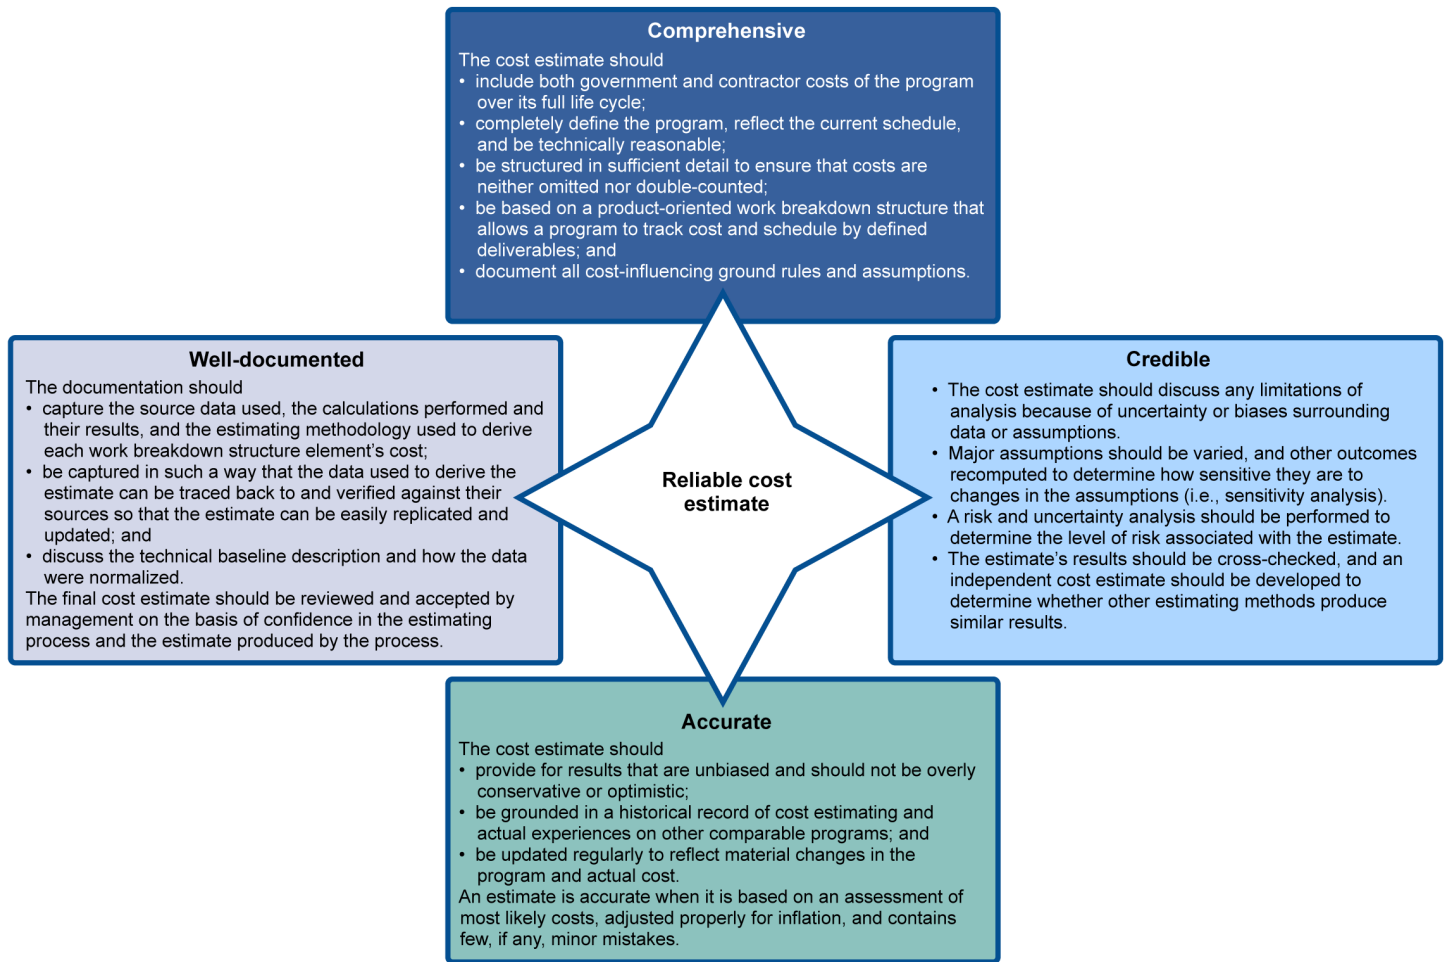 Comprehensive
The cost estimate should
• include both government and contractor costs of the program
over its full life cycle;
• completely define the program, reflect the current schedule,
and be technically reasonable;
• be structured in sufficient detail to ensure that costs are
neither omitted nor double-counted;
• be based on a product-oriented work breakdown structure that
allows a program to track cost and schedule by defined
deliverables; and
• document all cost-influencing ground rules and assumptions.
Well-documented
The documentation should
• capture the source data used, the calculations performed and
their results, and the estimating methodology used to derive
each work breakdown structure element’s cost;
• be captured in such a way that the data used to derive the
estimate can be traced back to and verified against their
sources so that the estimate can be easily replicated and
updated; and
• discuss the technical baseline description and how the data
were normalized.
The final cost estimate should be reviewed and accepted by
management on the basis of confidence in the estimating
process and the estimate produced by the process.
Reliable cost
estimate
Credible
• The cost estimate should discuss any limitations of
analysis because of uncertainty or biases surrounding
data or assumptions.
• Major assumptions should be varied, and other outcomes
recomputed to determine how sensitive they are to
changes in the assumptions (i.e., sensitivity analysis).
• A risk and uncertainty analysis should be performed to
determine the level of risk associated with the estimate.
• The estimate’s results should be cross-checked, and an
independent cost estimate should be developed to
determine whether other estimating methods produce
similar results.
Accurate
The cost estimate should
• provide for results that are unbiased and should not be overly
conservative or optimistic;
• be grounded in a historical record of cost estimating and
actual experiences on other comparable programs; and
• be updated regularly to reflect material changes in the
program and actual cost.
An estimate is accurate when it is based on an assessment of
most likely costs, adjusted properly for inflation, and contains
few, if any, minor mistakes.